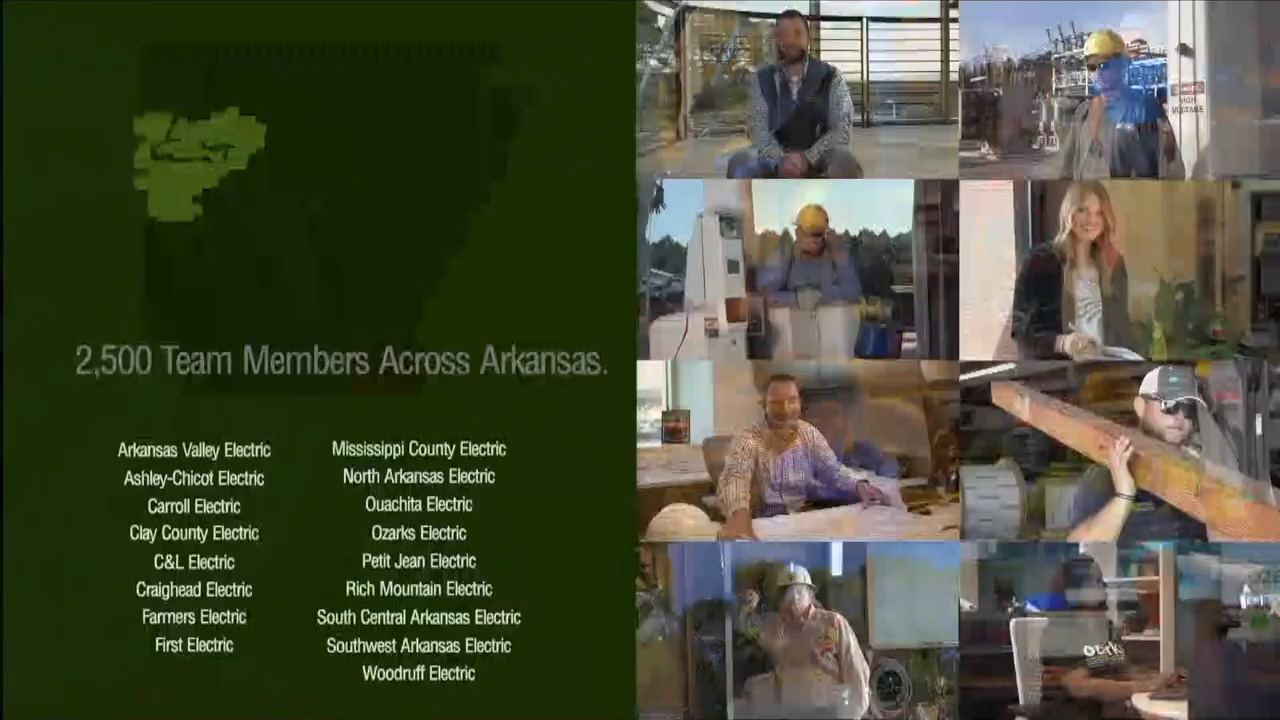 2,500 Team Members Across Arkansas.
Arkansas Valley Electric
Ashley-Chicot Electric
Carroll Electric
Clay County Electric
C&L Electric
Craighead Electric
Farmers Electric
First Electric
Mississippi County Electric
North Arkansas Electric
Ouachita Electric
Ozarks Electric
Petit Jean Electric
Rich Mountain Electric
South Central Arkansas Electric
Southwest Arkansas Electric
Woodruff Electric
HIGH
VOLTAGE